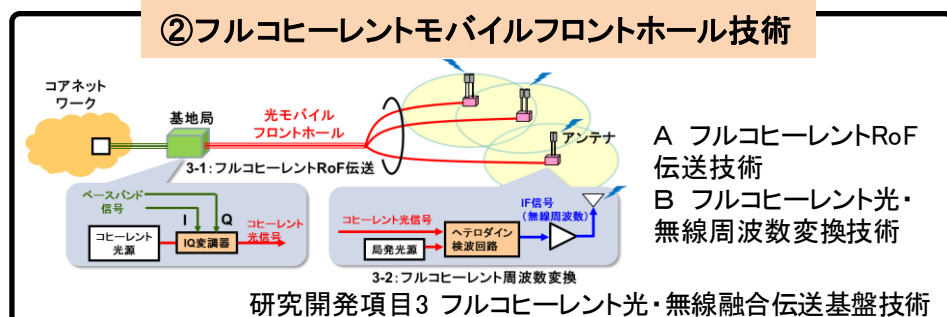 ②フルコヒーレントモバイルフロントホール技術
コアネット
ワーク
基地局
光モバイル
フロントホール
アンテナ
3-1:フルコヒーレントRoF伝送
ベースバンド
信号
I
Q
コヒーレント
光源
IQ変調器
コヒーレント
光信号
コヒーレント光信号
局発光源
ヘテロダイン
検波回路
IF信号
(無線周波数)
3-2:フルコヒーレント周波数変換
A フルコヒーレントRoF
伝送技術
B フルコヒーレント光・
無線周波数変換技術
研究開発項目3 フルコヒーレント光・無線融合伝送基盤技術